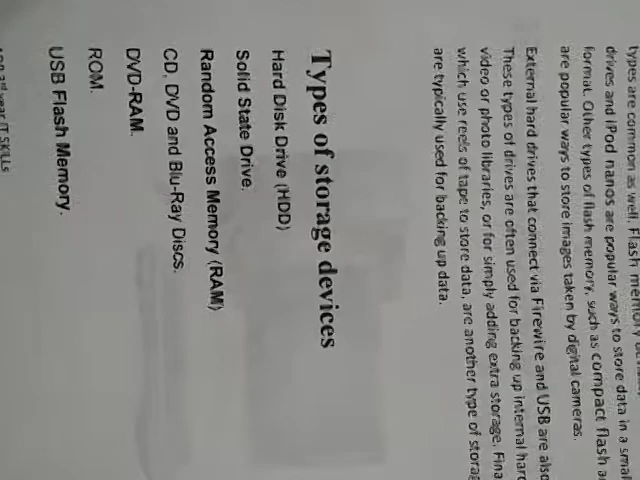 types are common as well. Flash memory
drives and iPod nanos are popular ways to store data in a small
format. Other types of flash memory, such as compact flash
are popular ways to store images taken by digital cameras.
External hard drives that connect via Firewire and USB are also
These types of drives are often used for backing up internal hard
video or photo libraries, or for simply adding extra storage.
which use reels of tape to store data, are another type of
are typically used for backing up data.
Types of storage devices
Hard Disk Drive (HDD)
Solid State Drive.
Random Access Memory (RAM)
CD, DVD and Blu-Ray Discs.
DVD-RAM.
ROM.
USB Flash Memory.
year IT SKILLS